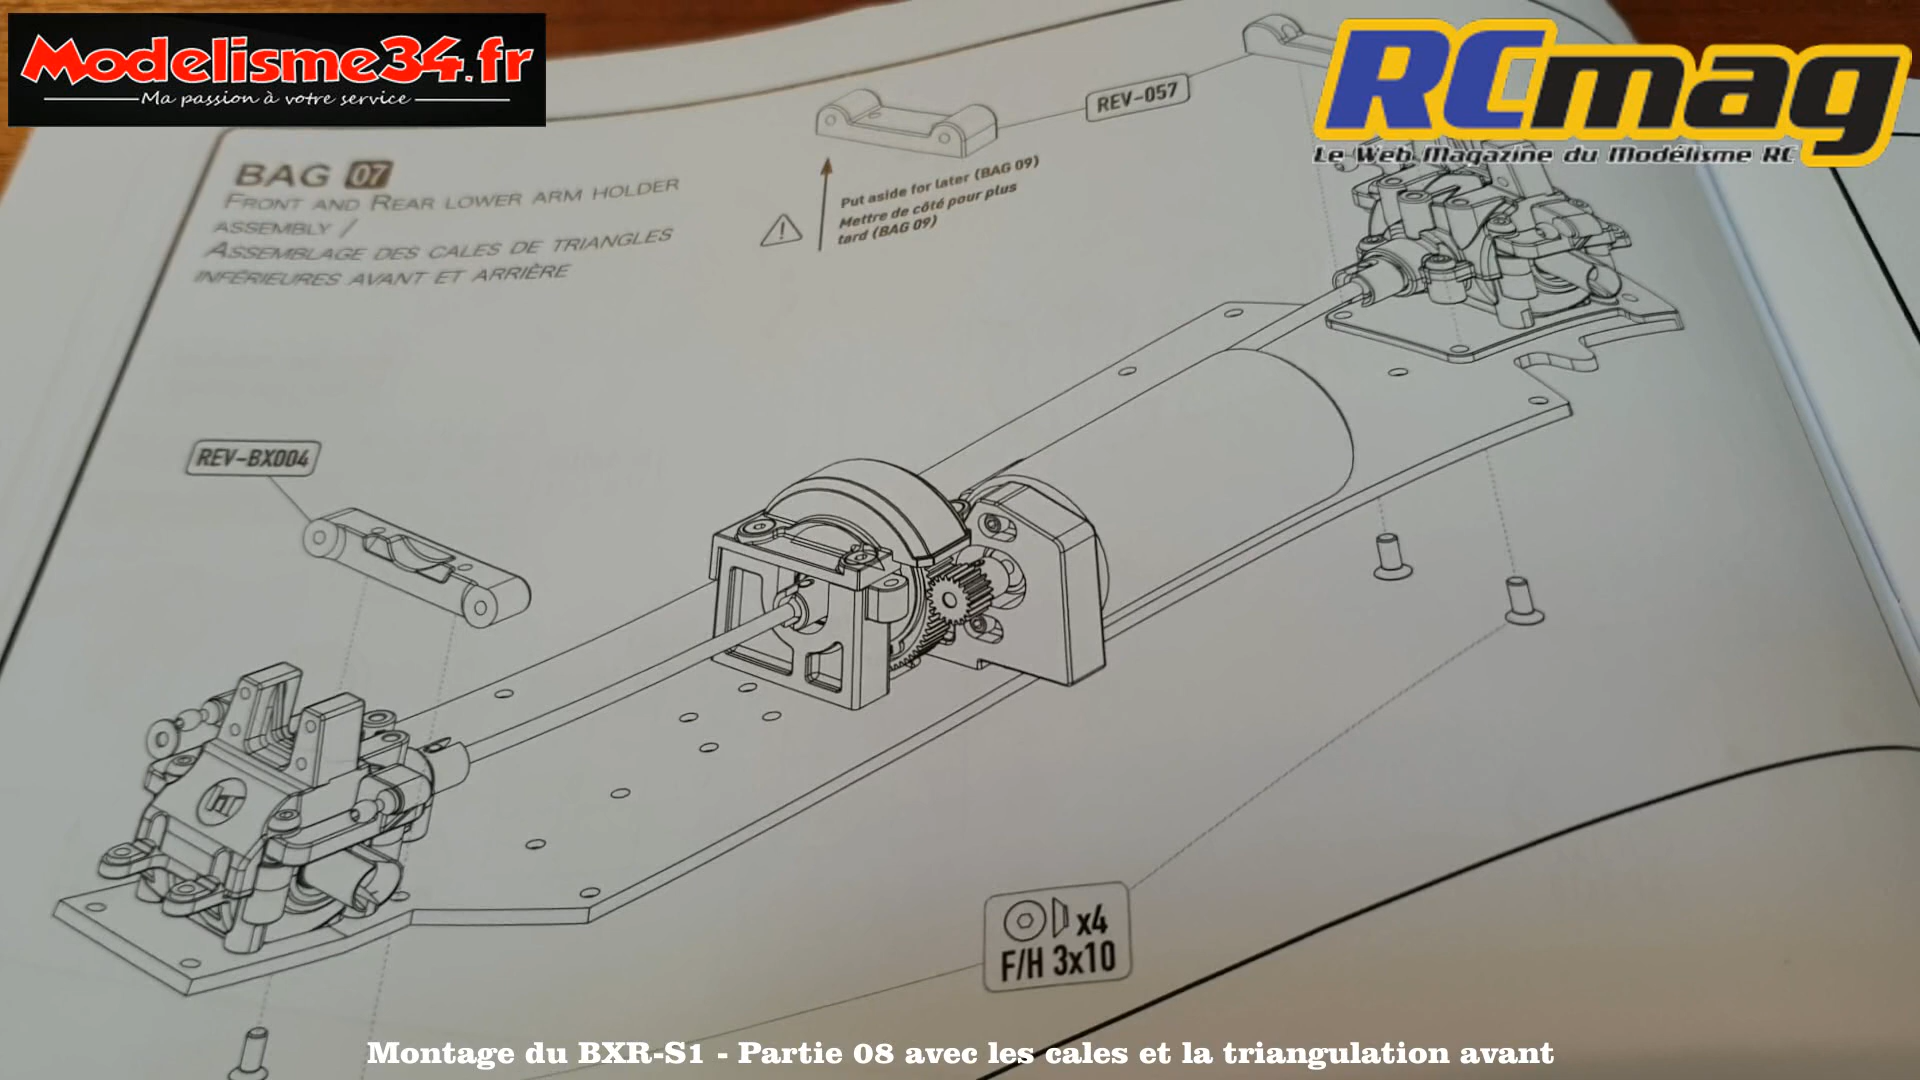 Modelisme34.fr
Ma passion à votre service
RCmag
Le Web Magazine du Modélisme RC
REV-057
BAG 07
FRONT AND REAR LOWER ARM HOLDER
ASSEMBLY /
ASSEMBLAGE DES CALES DE TRIANGLES
INFÉRIEURES AVANT ET ARRIÈRE
Put aside for later (BAG 09)
Mettre de côté pour plus
tard (BAG 09)
REV-BX004
x4
F/H 3x10
Montage du BXR-S1 - Partie 08 avec les cales et la triangulation avant